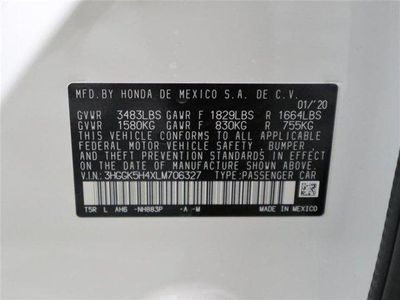 MFD.BY HONDA DE MEXICO S.A. DE C.V.
01/'20
GVWR 3483LBS GAWR F 1829LBS R 1664LBS
GVWR 1580KG GAWR F 830KG R 755KG
THIS VEHICLE CONFORMS TO ALL APPLICABLE
FEDERAL MOTOR VEHICLE SAFETY, BUMPER
AND THEFT PREVENTION STANDARDS IN EFFECT
ON THE DATE OF MANUFACTURE SHOWN ABOVE.
V.I.N: 3HGGK5H4XLM706327 TYPE:PASSENGER CAR
T5R L AH6 -NH883P -A -M MADE IN MEXICO